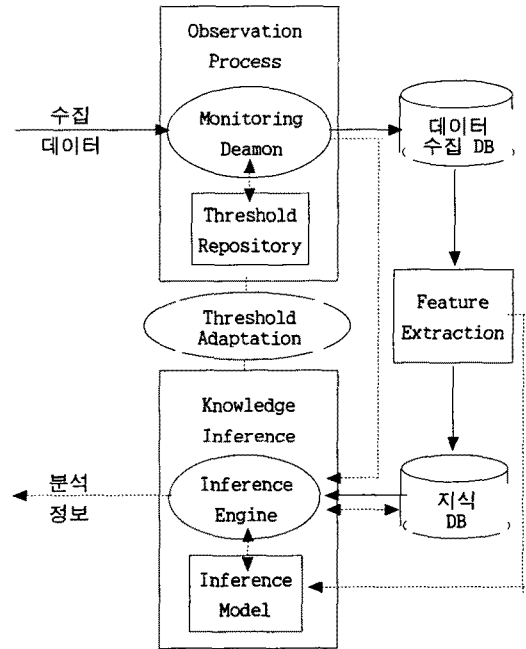 Observation
Process
수집
데이터
Monitoring
Deamon
데이터
수집 DB
Threshold
Repository
Threshold
Adaptation
Feature
Extraction
Knowledge
Inference
분석
정보
Inference
Engine
지식
DB
Inference
Model